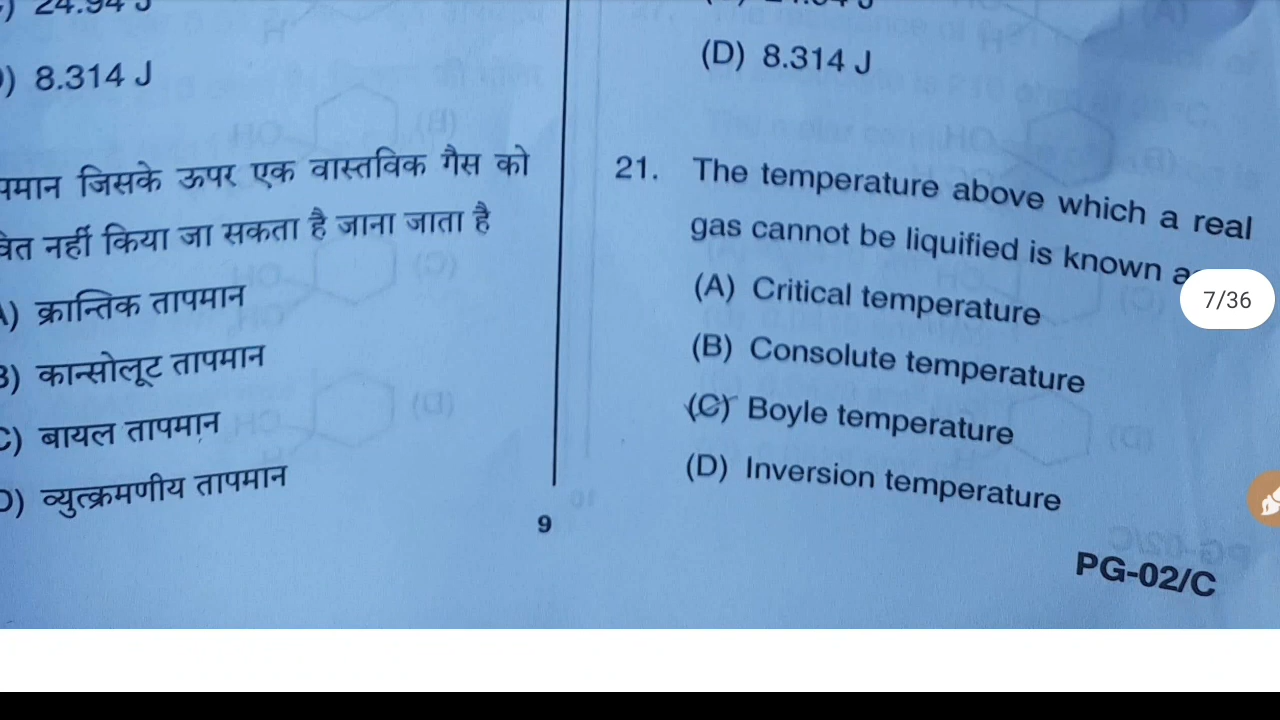 24.94 J
) 8.314 J
जिसके ऊपर एक वास्तविक गैस को
नहीं किया जा सकता है जाना जाता है
) क्रान्तिक तापमान
) कान्सोलूट तापमान
) बायल तापमान
) व्युत्क्रमणीय तापमान
(D) 8.314 J
21. The temperature above which a real
gas cannot be liquified is known
(A) Critical temperature
(B) Consolute temperature
(C) Boyle temperature
(D) Inversion temperature
9
PG-02/C
7/36